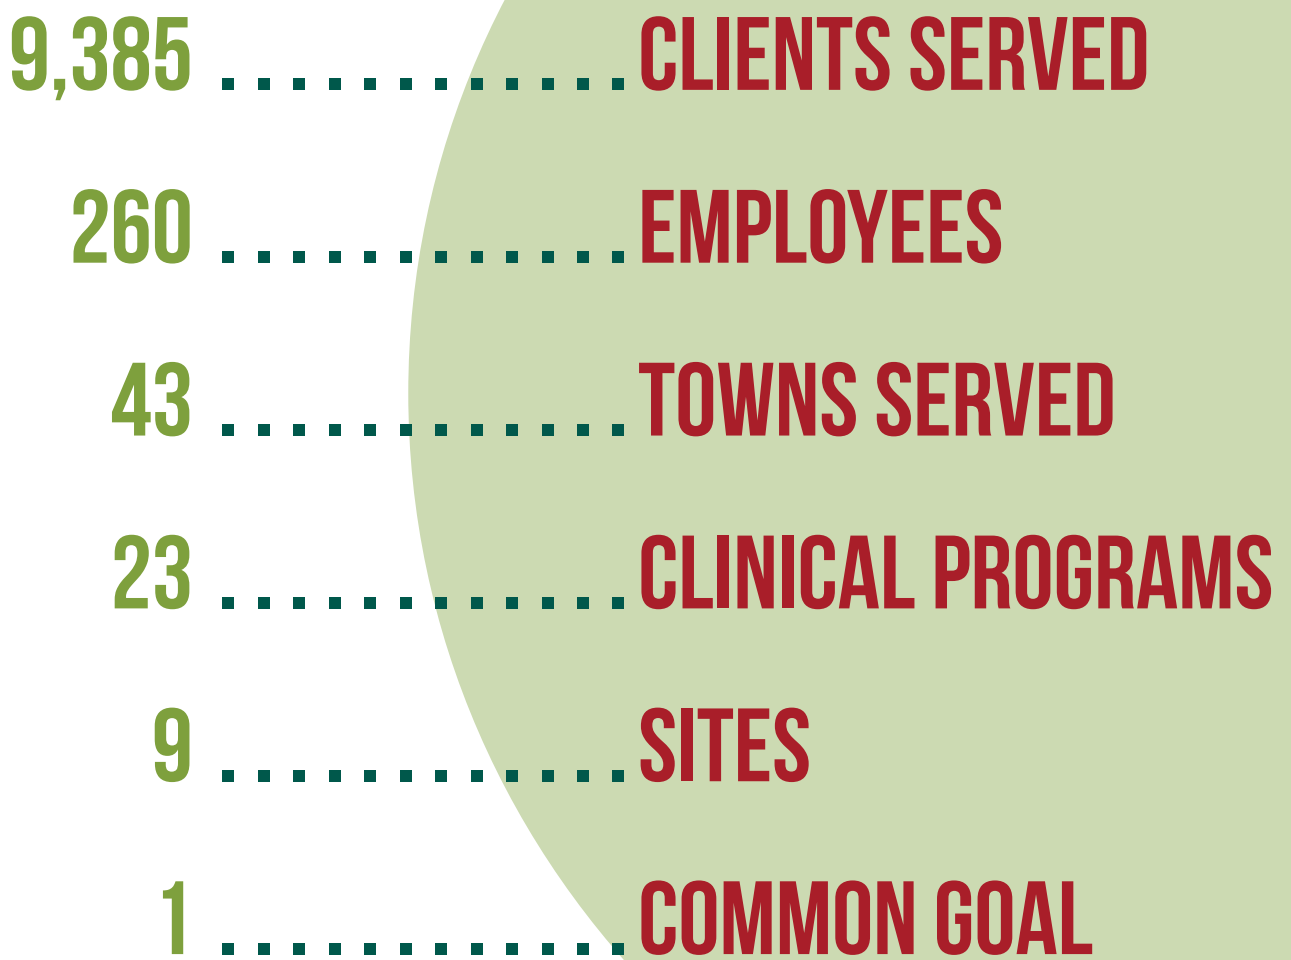 9,385 ............ CLIENTS SERVED
260 ............ EMPLOYEES
43 ............ TOWNS SERVED
23 ............ CLINICAL PROGRAMS
9 ............ SITES
1 ............ COMMON GOAL